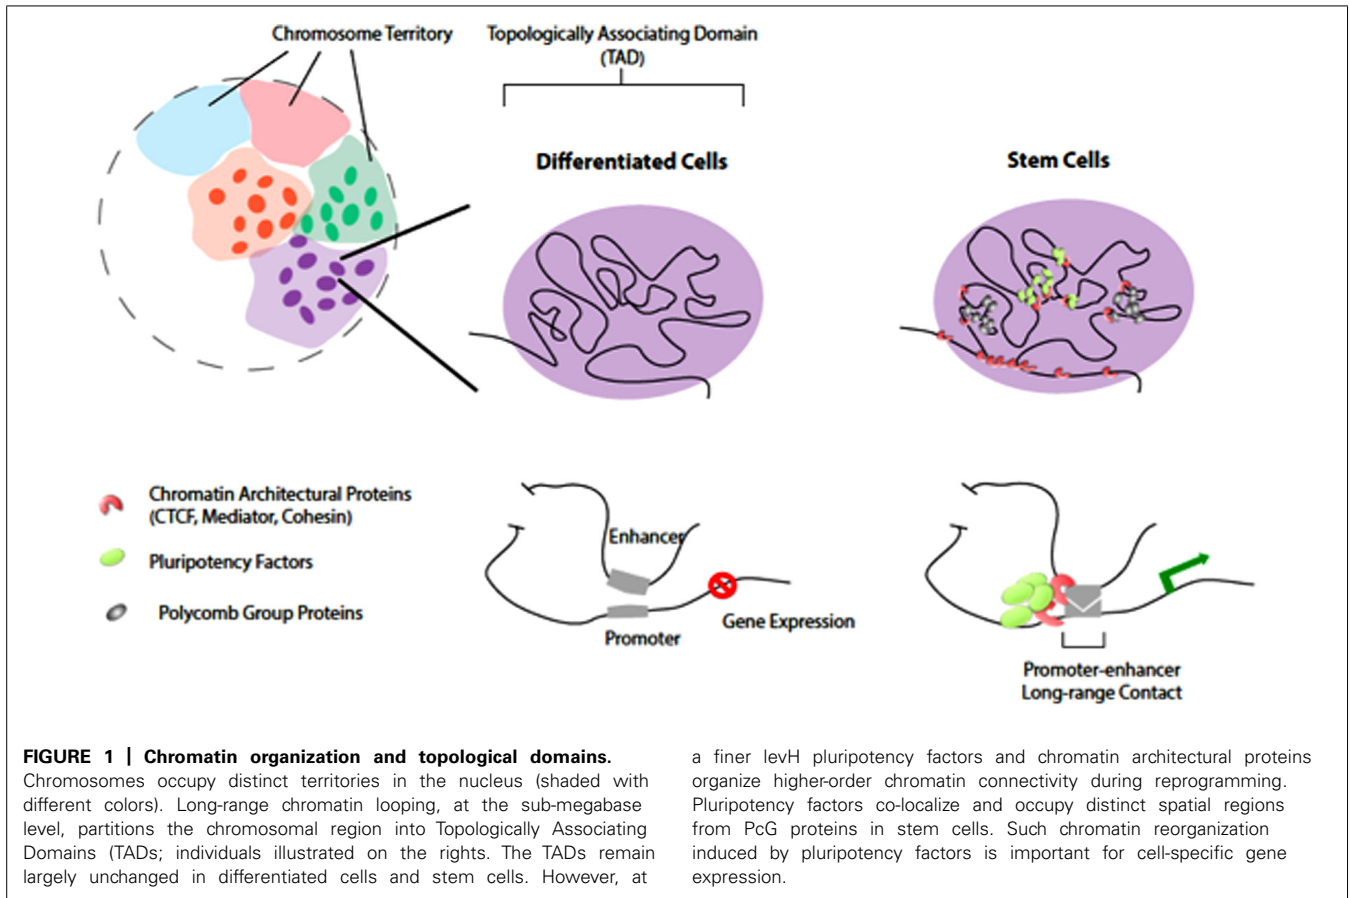 Chromosome Territory
Topologically Associating Domain
(TAD)
Differentiated Cells
Stem Cells
Chromatin Architectural Proteins
(CTCF, Mediator, Cohesin)
Pluripotency Factors
Polycomb Group Proteins
Enhancer
Promoter
Gene Expression
Promoter-enhancer
Long-range Contact
FIGURE 1 | Chromatin organization and topological domains.
Chromosomes occupy distinct territories in the nucleus (shaded with
different colors). Long-range chromatin looping, at the sub-megabase
level, partitions the chromosomal region into Topologically Associating
Domains (TADs; individuals illustrated on the rights. The TADs remain
largely unchanged in differentiated cells and stem cells. However, at
a finer levH pluripotency factors and chromatin architectural proteins
organize higher-order chromatin connectivity during reprogramming.
Pluripotency factors co-localize and occupy distinct spatial regions
from PcG proteins in stem cells. Such chromatin reorganization
induced by pluripotency factors is important for cell-specific gene
expression.